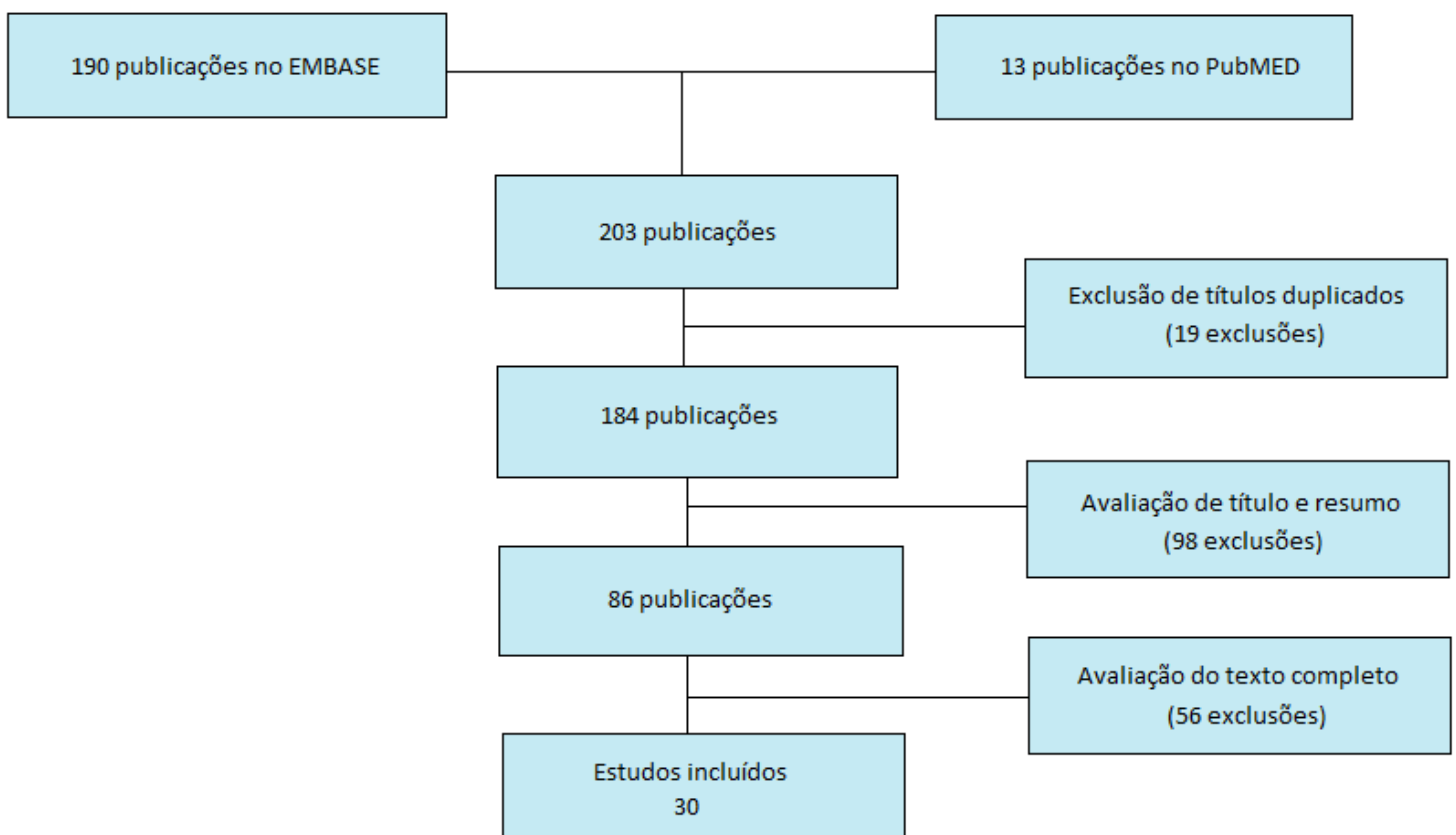 190 publicações no EMBASE
13 publicações no PubMED
203 publicações
Exclusão de títulos duplicados
(19 exclusões)
184 publicações
Avaliação de título e resumo
(98 exclusões)
86 publicações
Avaliação do texto completo
(56 exclusões)
Estudos incluídos
30